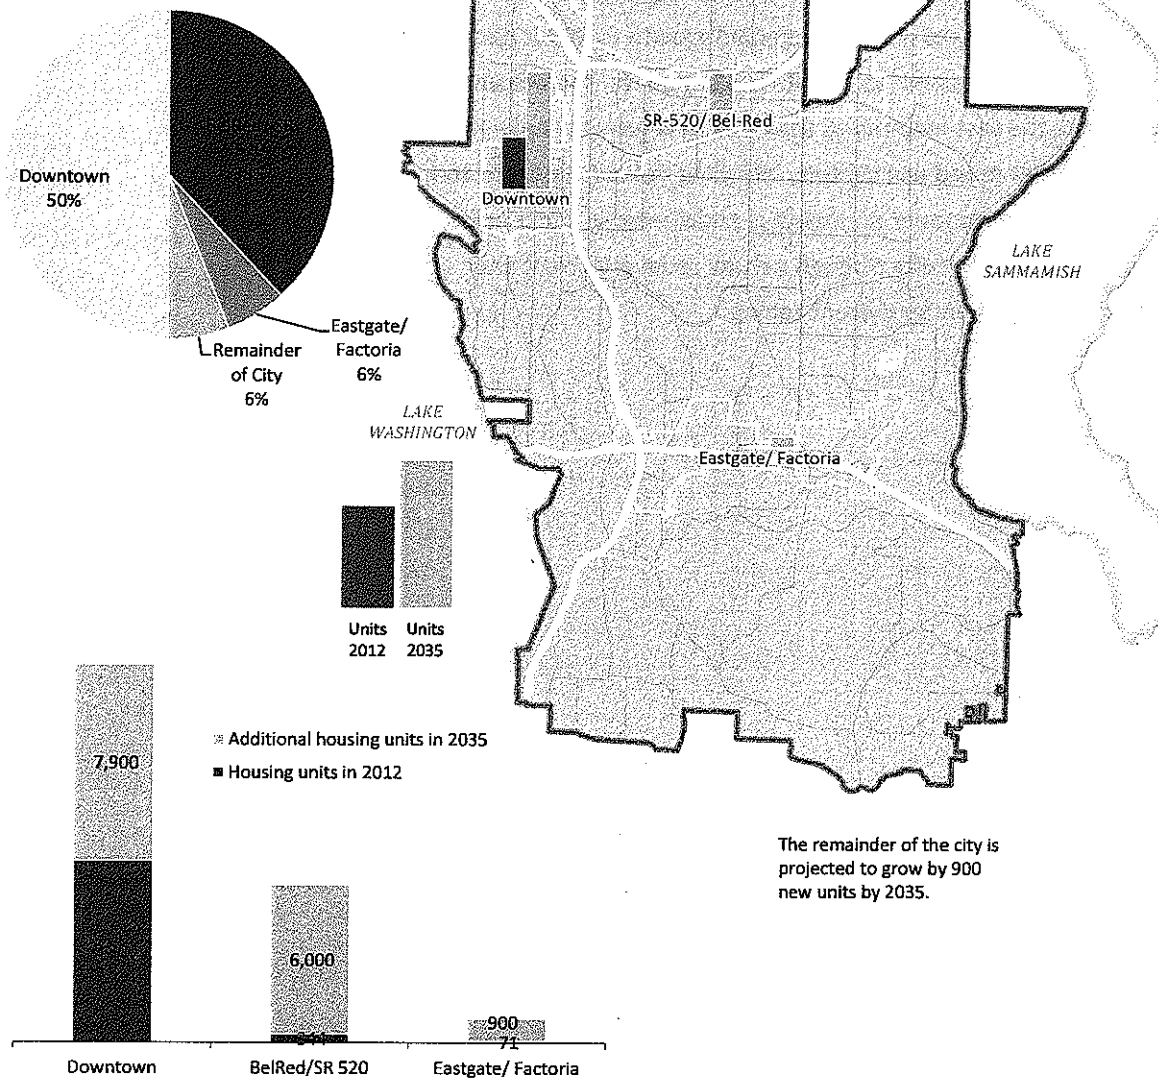 Downtown
50%
Eastgate/
Factoria
6%
Remainder
of City
6%
SR-520/ Bel-Red
Downtown
LAKE
SAMMAMISH
LAKE
WASHINGTON
Eastgate/ Factoria
Units
2012
Units
2035
Additional housing units in 2035
Housing units in 2012
7,900
6,000
900
71
Downtown
BelRed/SR 520
Eastgate/ Factoria
The remainder of the city is
projected to grow by 900
new units by 2035.